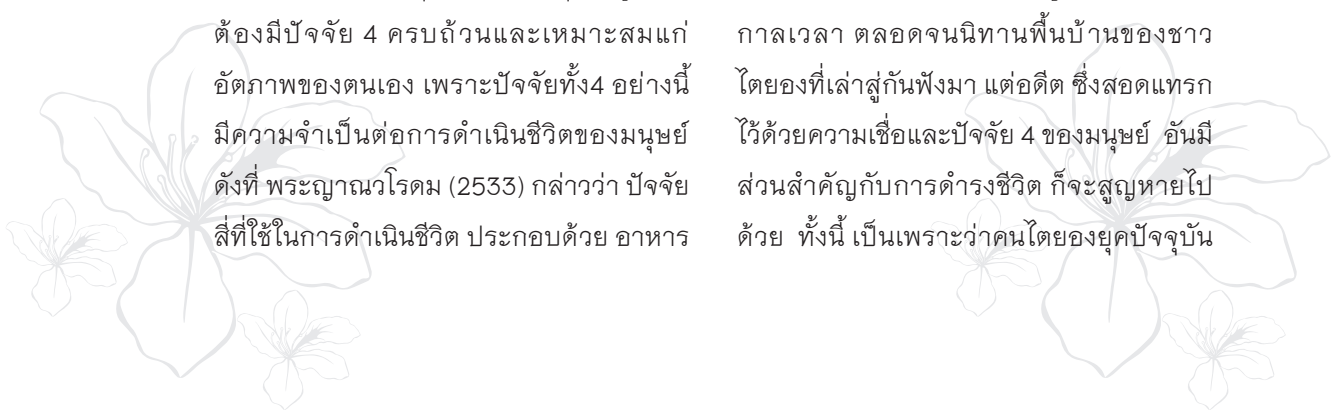 ต้องมีปัจจัย 4 ครบถ้วนและเหมาะสมแก่
อัตภาพของตนเอง เพราะปัจจัยทั้ง4 อย่างนี้
มีความจำเป็นต่อการดำเนินชีวิตของมนุษย์
ดังที่ พระญาณวโรดม (2533) กล่าวว่า ปัจจัย
สี่ที่ใช้ในการดำเนินชีวิต ประกอบด้วย อาหาร
กาลเวลา ตลอดจนนิทานพื้นบ้านของชาว
ไตยองที่เล่าสู่กันฟังมา แต่อดีต ซึ่งสอดแทรก
ไว้ด้วยความเชื่อและปัจจัย 4 ของมนุษย์ อันมี
ส่วนสำคัญกับการดำรงชีวิต ก็จะสูญหายไป
ด้วย ทั้งนี้ เป็นเพราะว่าคนไตยองยุคปัจจุบัน